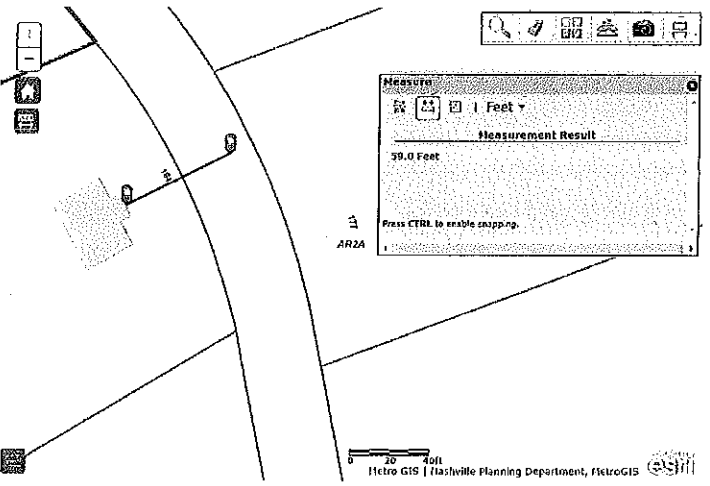 Measure
Feet
Measurement Result
59.0 Feet
Press CTRL to enable snapping.
177
AR2A
0 20 40ft
Metro GIS | Nashville Planning Department, MetroGIS
esri